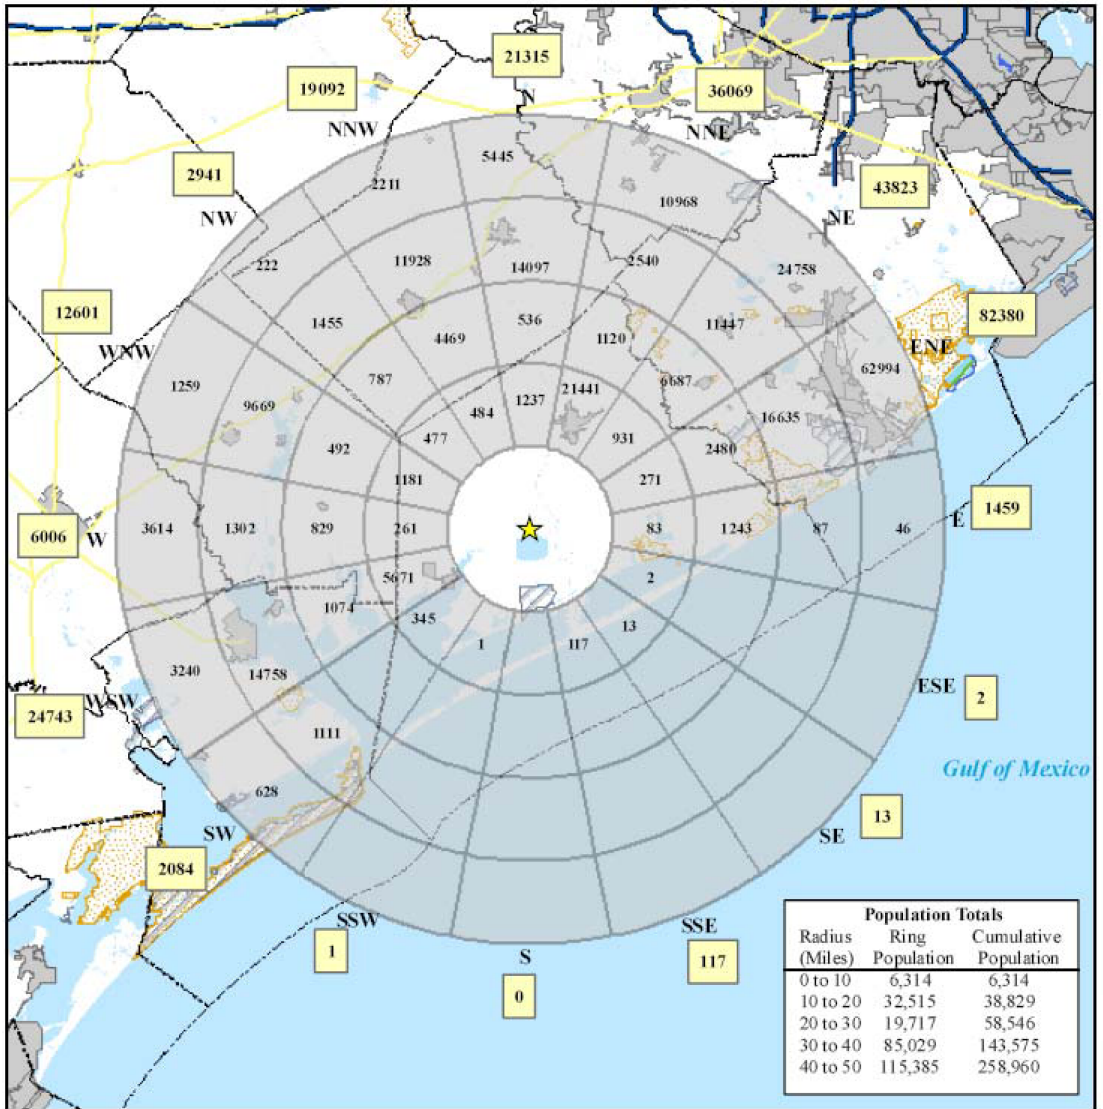 21315
19092
36069
N
NNW
NNE
5445
2941
2211
43823
10968
NW
NE
222
11928
14097
2540
24758
12601
1455
4469
536
1120
11447
82380
WNW
ENE
1259
787
6687
62994
9669
484
1237
21441
16635
492
477
931
2480
1181
271
6006
W
3614
1302
829
261
83
1243
87
46
E
1459
5671
2
1074
345
13
1
117
3240
14758
WSW
24743
ESE
2
1111
Gulf of Mexico
628
SW
SE
13
2084
SSW
SSE
1
S
117
0
Population Totals
Radius Ring Cumulative
(Miles) Population Population
0 to 10 6,314 6,314
10 to 20 32,515 38,829
20 to 30 19,717 58,546
30 to 40 85,029 143,575
40 to 50 115,385 258,960